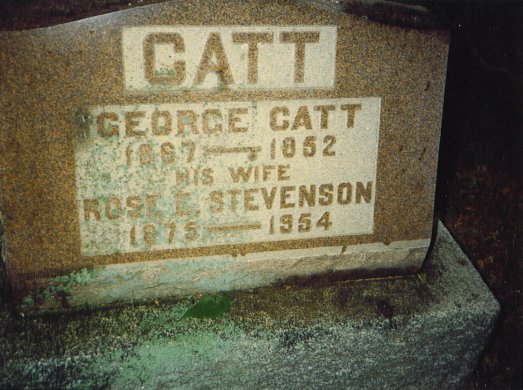 CATT
GEORGE CATT
1867 — 1952
HIS WIFE
ROSE E. STEVENSON
1875 — 1954